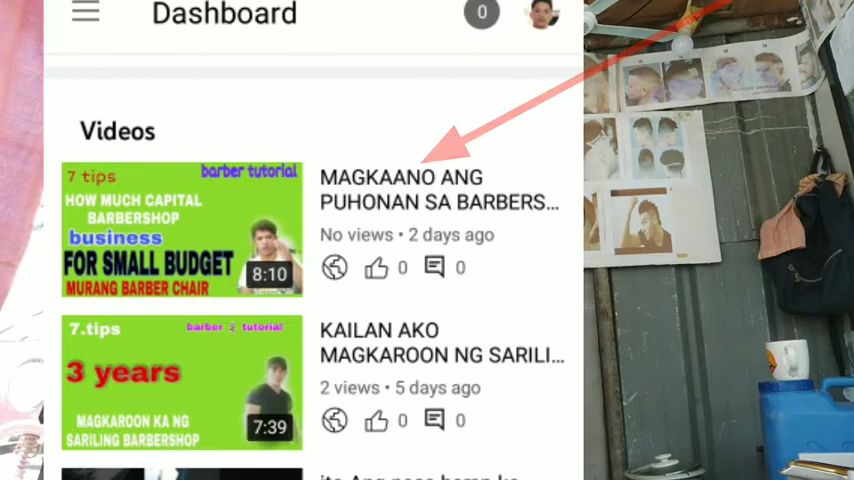 Dashboard
0
Videos
7 tips
barber tutorial
HOW MUCH CAPITAL
BARBERSHOP
business
FOR SMALL BUDGET
MURANG BARBER CHAIR
8:10
MAGKAANO ANG
PUHONAN SA BARBERS...
No views • 2 days ago
0
0
7.tips
barber tutorial
3 years
MAGKAROON KA NG
SARILING BARBERSHOP
7:39
KAILAN AKO
MAGKAROON NG SARILI...
2 views • 5 days ago
0
0